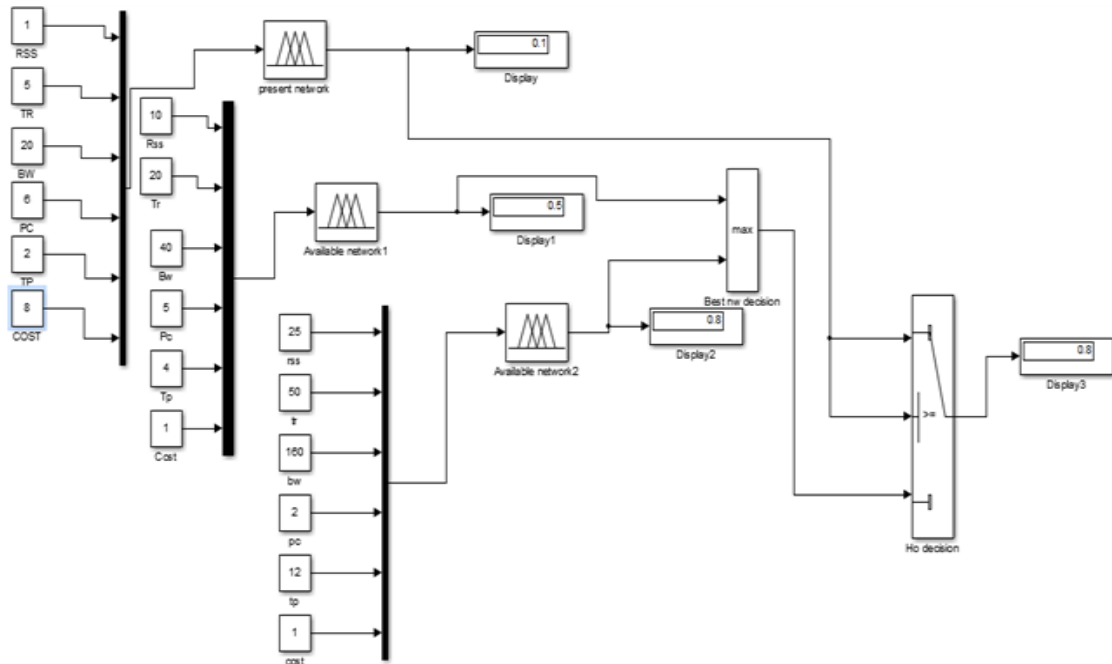 1
RSS
5
TR
20
BW
6
PC
2
TP
8
COST
present network
0.1
Display
10
Rss
20
Tr
40
Bw
5
Pc
4
Tp
1
Cost
Available network1
0.5
Display1
max
Best nw decision
25
rss
50
tr
160
bw
2
pc
12
tp
1
cost
Available network2
0.8
Display2
>=
Ho decision
0.8
Display3